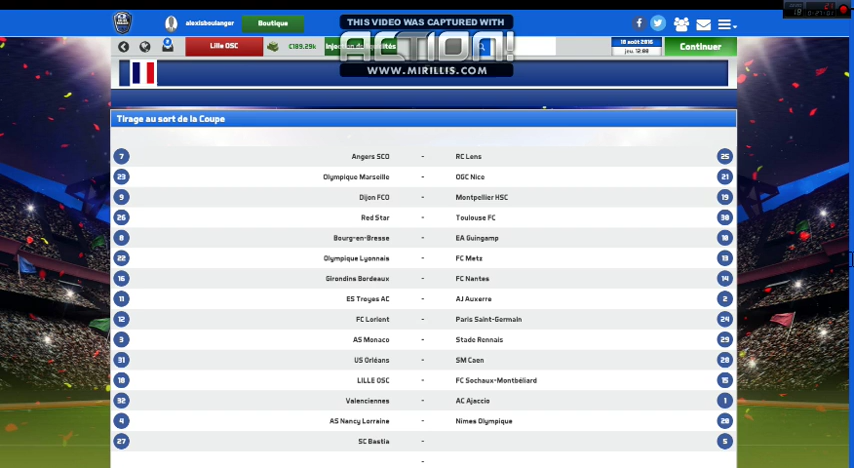 THIS VIDEO WAS CAPTURED WITH
ACTION!
WWW.MIRILLIS.COM
alexisboulanger
Boutique
Lille OSC
€189.29k
18 août 2016
jeu. 12:00
Continuer
Tirage au sort de la Coupe
7 Angers SCO - RC Lens 25
23 Olympique Marseille - OGC Nice 21
9 Dijon FCO - Montpellier HSC 19
26 Red Star - Toulouse FC 30
8 Bourg-en-Bresse - EA Guingamp 10
22 Olympique Lyonnais - FC Metz 13
16 Girondins Bordeaux - FC Nantes 14
11 ES Troyes AC - AJ Auxerre 2
12 FC Lorient - Paris Saint-Germain 24
3 AS Monaco - Stade Rennais 29
31 US Orléans - SM Caen 28
18 LILLE OSC - FC Sochaux-Montbéliard 15
32 Valenciennes - AC Ajaccio 1
4 AS Nancy Lorraine - Nîmes Olympique 20
27 SC Bastia - 5
-